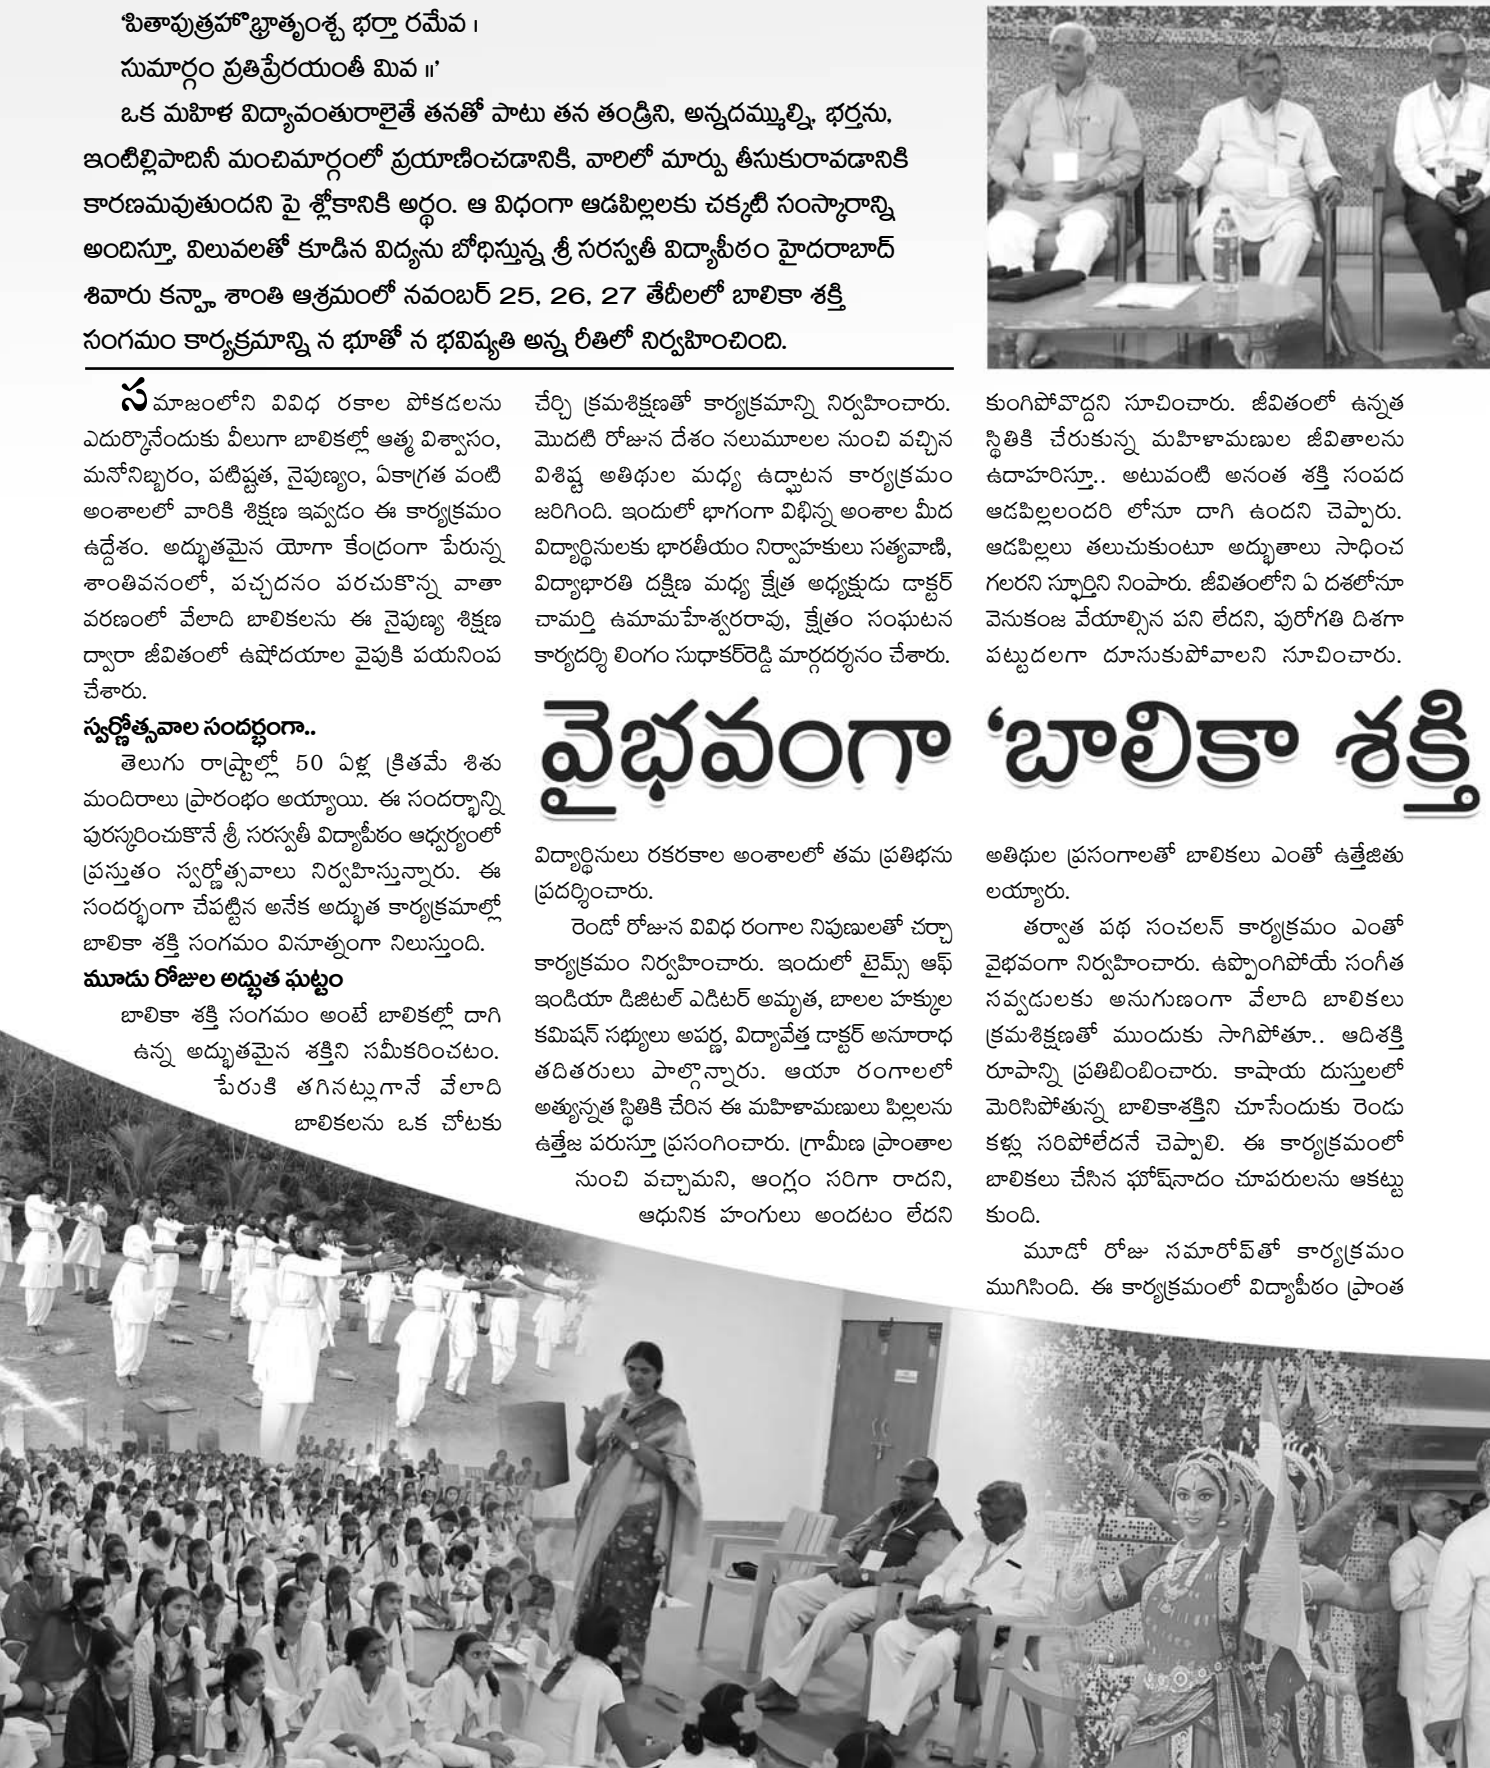 ‘పితాపుత్రహొభ్రాతృంశ్చ భర్తా రమేవ ।
సుమార్గం ప్రతిప్రేరయంతీ మివ ॥’
ఒక మహిళ విద్యావంతురాలైతే తనతో పాటు తన తండ్రిని, అన్నదమ్ముల్ని, భర్తను,
ఇంటిల్లిపాదినీ మంచిమార్గంలో ప్రయాణించడానికి, వారిలో మార్పు తీసుకురావడానికి
కారణమవుతుందని పై శ్లోకానికి అర్థం. ఆ విధంగా ఆడపిల్లలకు చక్కటి సంస్కారాన్ని
అందిస్తూ, విలువలతో కూడిన విద్యను బోధిస్తున్న శ్రీ సరస్వతీ విద్యాపీఠం హైదరాబాద్
శివారు కన్హా శాంతి ఆశ్రమంలో నవంబర్ 25, 26, 27 తేదీలలో బాలికా శక్తి
సంగమం కార్యక్రమాన్ని న భూతో న భవిష్యతి అన్న రీతిలో నిర్వహించింది.
సమాజంలోని వివిధ రకాల పోకడలను
ఎదుర్కొనేందుకు వీలుగా బాలికల్లో ఆత్మ విశ్వాసం,
మనోనిబ్బరం, పటిష్టత, నైపుణ్యం, ఏకాగ్రత వంటి
అంశాలలో వారికి శిక్షణ ఇవ్వడం ఈ కార్యక్రమం
ఉద్దేశం. అద్భుతమైన యోగా కేంద్రంగా పేరున్న
శాంతివనంలో, పచ్చదనం పరచుకొన్న వాతా
వరణంలో వేలాది బాలికలను ఈ నైపుణ్య శిక్షణ
ద్వారా జీవితంలో ఉషోదయాల వైపుకి పయనింప
చేశారు.
స్వర్ణోత్సవాల సందర్భంగా..
తెలుగు రాష్ట్రాల్లో 50 ఏళ్ల క్రితమే శిశు
మందిరాలు ప్రారంభం అయ్యాయి. ఈ సందర్భాన్ని
పురస్కరించుకొనే శ్రీ సరస్వతీ విద్యాపీఠం ఆధ్వర్యంలో
ప్రస్తుతం స్వర్ణోత్సవాలు నిర్వహిస్తున్నారు. ఈ
సందర్భంగా చేపట్టిన అనేక అద్భుత కార్యక్రమాల్లో
బాలికా శక్తి సంగమం వినూత్నంగా నిలుస్తుంది.
మూడు రోజుల అద్భుత ఘట్టం
బాలికా శక్తి సంగమం అంటే బాలికల్లో దాగి
ఉన్న అద్భుతమైన శక్తిని సమీకరించటం.
పేరుకి తగినట్లుగానే వేలాది
బాలికలను ఒక చోటకు
చేర్చి క్రమశిక్షణతో కార్యక్రమాన్ని నిర్వహించారు.
మొదటి రోజున దేశం నలుమూలల నుంచి వచ్చిన
విశిష్ట అతిథుల మధ్య ఉద్ఘాటన కార్యక్రమం
జరిగింది. ఇందులో భాగంగా విభిన్న అంశాల మీద
విద్యార్థినులకు భారతీయం నిర్వాహకులు సత్యవాణి,
విద్యాభారతి దక్షిణ మధ్య క్షేత్ర అధ్యక్షుడు డాక్టర్
చామర్తి ఉమామహేశ్వరరావు, క్షేత్రం సంఘటన
కార్యదర్శి లింగం సుధాకర్‌రెడ్డి మార్గదర్శనం చేశారు.
కుంగిపోవొద్దని సూచించారు. జీవితంలో ఉన్నత
స్థితికి చేరుకున్న మహిళామణుల జీవితాలను
ఉదాహరిస్తూ.. అటువంటి అనంత శక్తి సంపద
ఆడపిల్లలందరి లోనూ దాగి ఉందని చెప్పారు.
ఆడపిల్లలు తలుచుకుంటూ అద్భుతాలు సాధించ
గలరని స్ఫూర్తిని నింపారు. జీవితంలోని ఏ దశలోనూ
వెనుకంజ వేయాల్సిన పని లేదని, పురోగతి దిశగా
పట్టుదలగా దూసుకుపోవాలని సూచించారు.
వైభవంగా ‘బాలికా శక్తి
విద్యార్థినులు రకరకాల అంశాలలో తమ ప్రతిభను
ప్రదర్శించారు.
రెండో రోజున వివిధ రంగాల నిపుణులతో చర్చా
కార్యక్రమం నిర్వహించారు. ఇందులో టైమ్స్ ఆఫ్
ఇండియా డిజిటల్ ఎడిటర్ అమృత, బాలల హక్కుల
కమిషన్ సభ్యులు అపర్ణ, విద్యావేత్త డాక్టర్ అనూరాధ
తదితరులు పాల్గొన్నారు. ఆయా రంగాలలో
అత్యున్నత స్థితికి చేరిన ఈ మహిళామణులు పిల్లలను
ఉత్తేజ పరుస్తూ ప్రసంగించారు. గ్రామీణ ప్రాంతాల
నుంచి వచ్చామని, ఆంగ్లం సరిగా రాదని,
ఆధునిక హంగులు అందటం లేదని
అతిథుల ప్రసంగాలతో బాలికలు ఎంతో ఉత్తేజితు
లయ్యారు.
తర్వాత పథ సంచలన్ కార్యక్రమం ఎంతో
వైభవంగా నిర్వహించారు. ఉప్పొంగిపోయే సంగీత
సవ్వడులకు అనుగుణంగా వేలాది బాలికలు
క్రమశిక్షణతో ముందుకు సాగిపోతూ.. ఆదిశక్తి
రూపాన్ని ప్రతిబింబించారు. కాషాయ దుస్తులలో
మెరిసిపోతున్న బాలికాశక్తిని చూసేందుకు రెండు
కళ్లు సరిపోలేదనే చెప్పాలి. ఈ కార్యక్రమంలో
బాలికలు చేసిన ఘోష్‌నాదం చూపరులను ఆకట్టు
కుంది.
మూడో రోజు సమారోప్‌తో కార్యక్రమం
ముగిసింది. ఈ కార్యక్రమంలో విద్యాపీఠం ప్రాంత